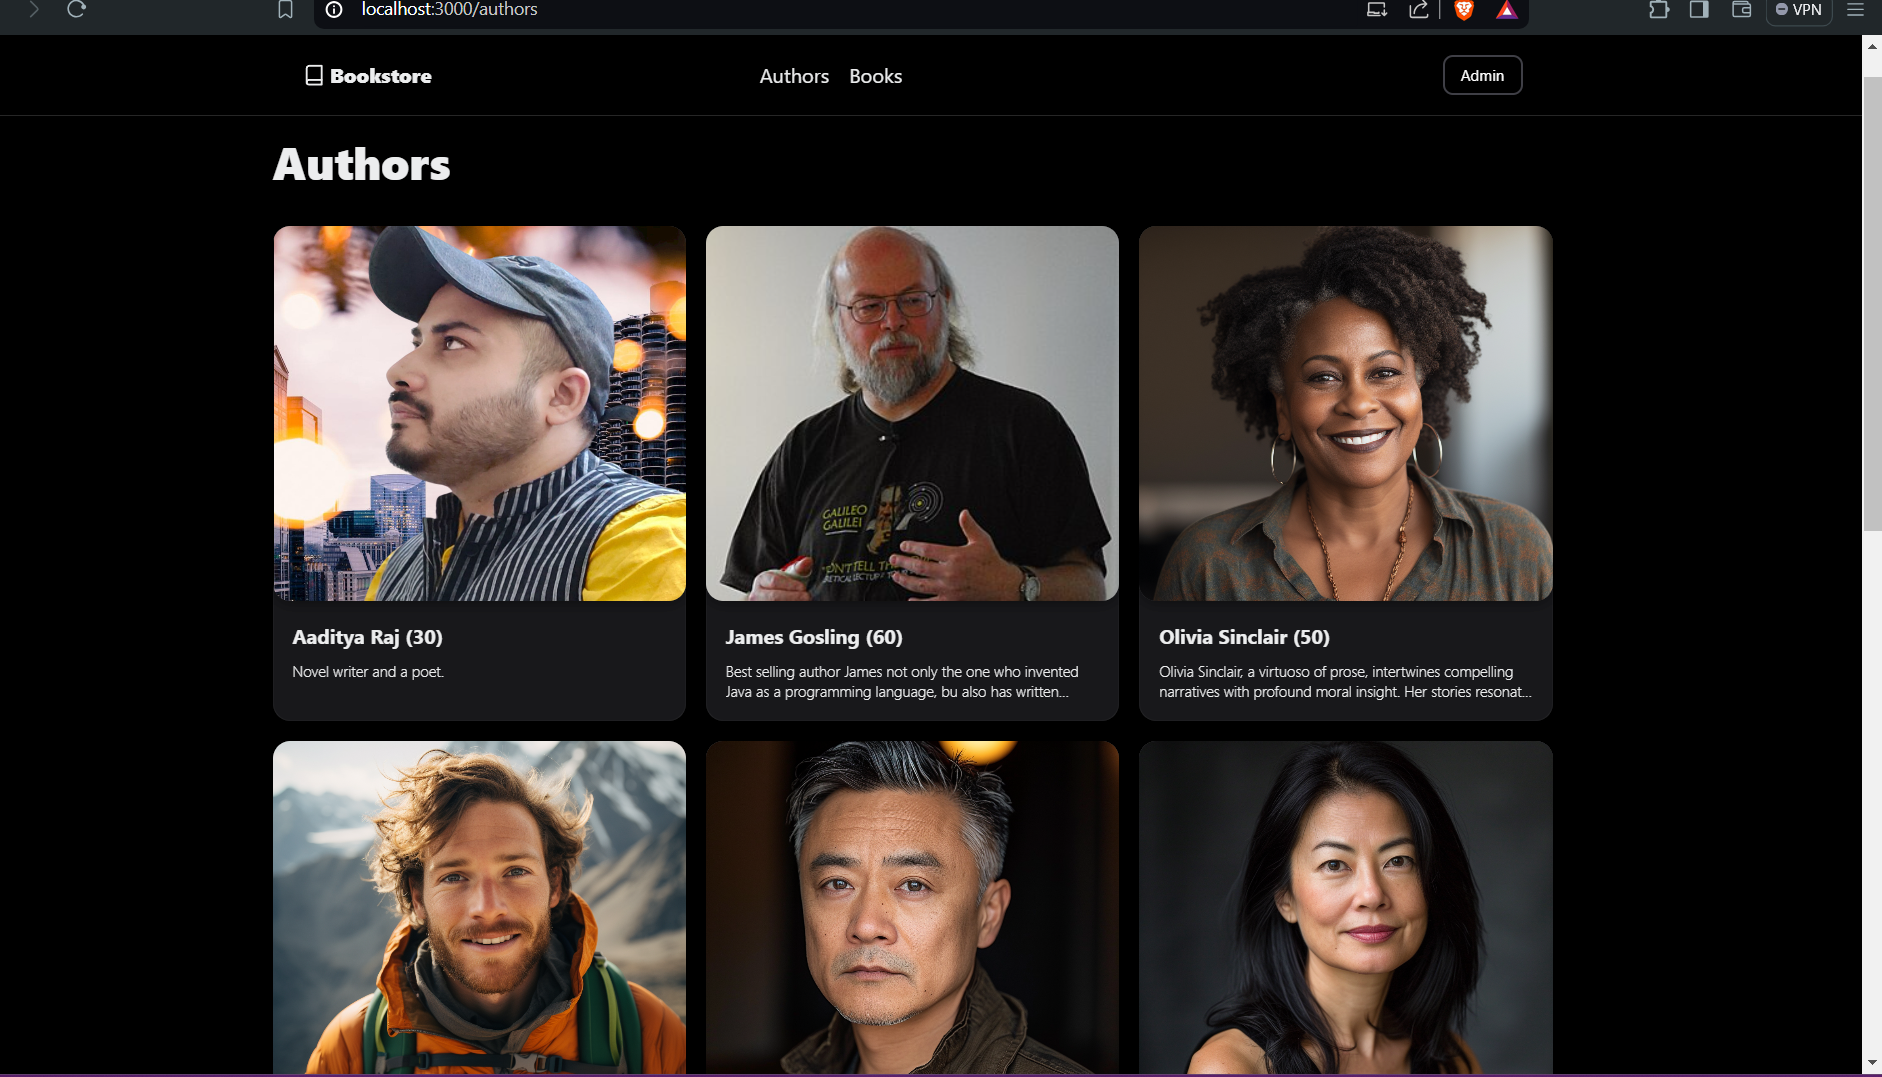 localhost:3000/authors
VPN
Bookstore
Authors Books
Admin
Authors
GALILEO
GALILEI
Aaditya Raj (30)
Novel writer and a poet.
James Gosling (60)
Best selling author James not only the one who invented
Java as a programming language, bu also has written...
Olivia Sinclair (50)
Olivia Sinclair, a virtuoso of prose, intertwines compelling
narratives with profound moral insight. Her stories resonat...